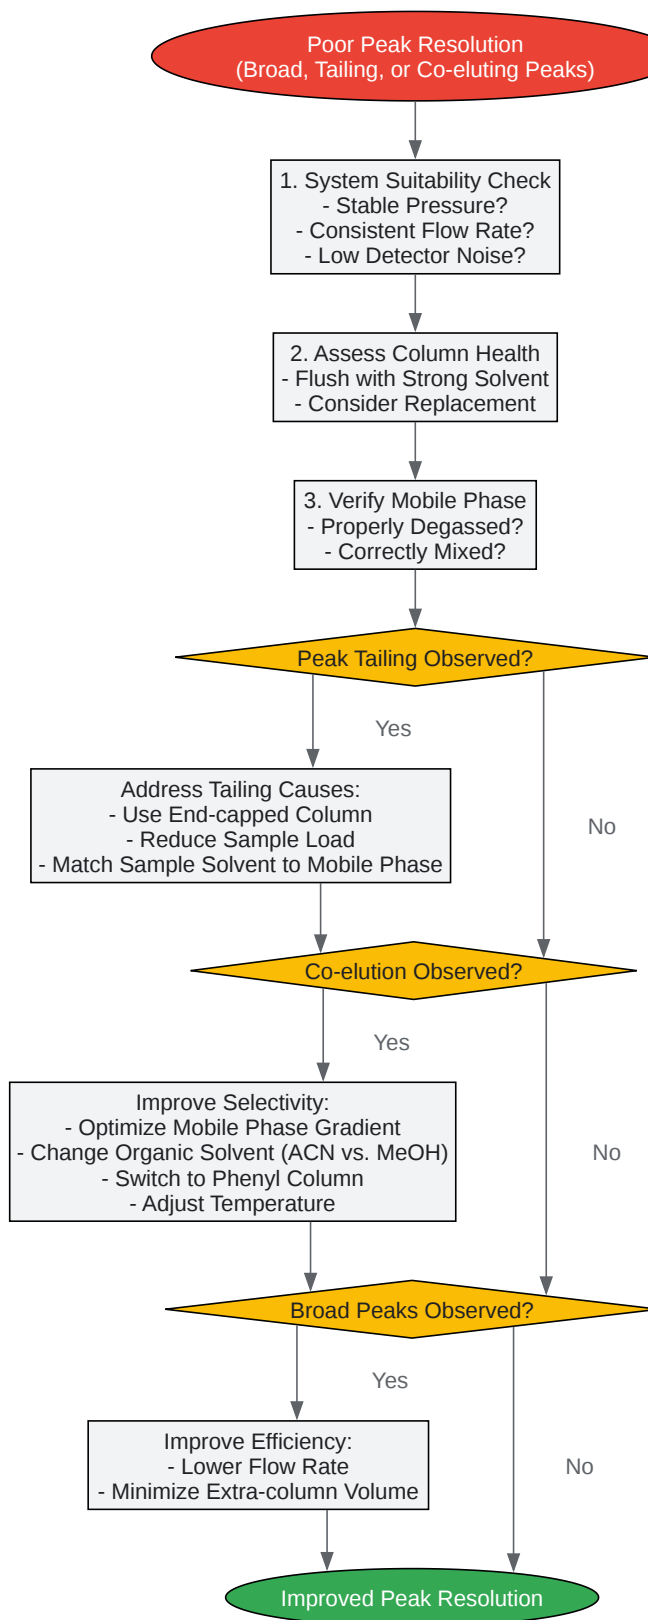 Poor Peak Resolution
(Broad, Tailing, or Co-eluting Peaks)
1. System Suitability Check
- Stable Pressure?
- Consistent Flow Rate?
- Low Detector Noise?
2. Assess Column Health
- Flush with Strong Solvent
- Consider Replacement
3. Verify Mobile Phase
- Properly Degassed?
- Correctly Mixed?
Peak Tailing Observed?
Yes
Address Tailing Causes:
- Use End-capped Column
- Reduce Sample Load
- Match Sample Solvent to Mobile Phase
No
Co-elution Observed?
Yes
Improve Selectivity:
- Optimize Mobile Phase Gradient
- Change Organic Solvent (ACN vs. MeOH)
- Switch to Phenyl Column
- Adjust Temperature
No
Broad Peaks Observed?
Yes
Improve Efficiency:
- Lower Flow Rate
- Minimize Extra-column Volume
No
Improved Peak Resolution